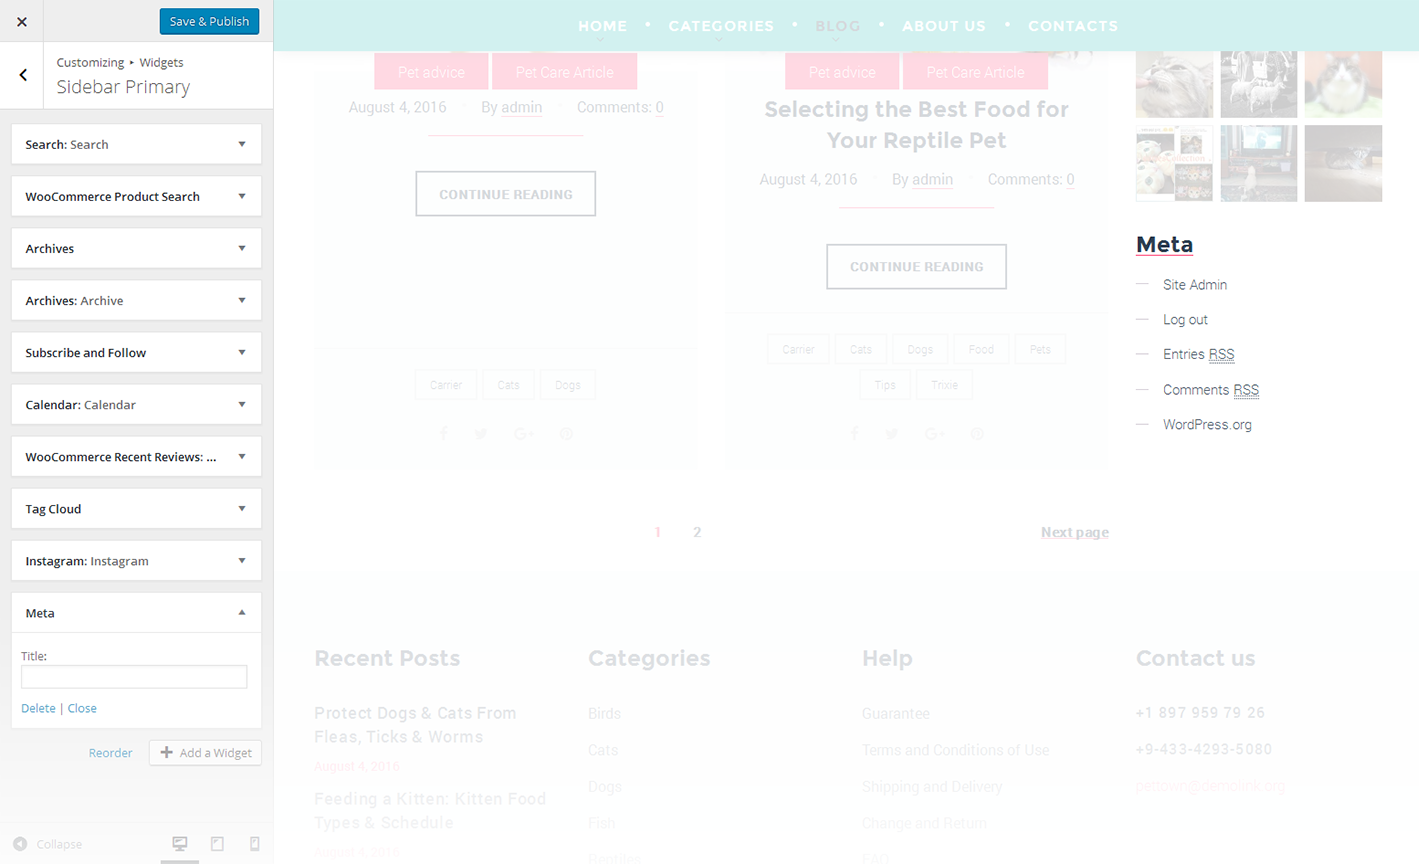 Save & Publish
Customizing ▸ Widgets
Sidebar Primary
Search: Search
WooCommerce Product Search
Archives
Archives: Archive
Subscribe and Follow
Calendar: Calendar
WooCommerce Recent Reviews: ...
Tag Cloud
Instagram: Instagram
Meta
Title:
Delete | Close
Reorder
Add a Widget
Collapse
HOME • CATEGORIES • BLOG • ABOUT US • CONTACTS
Pet advice Pet Care Article
August 4, 2016 By admin Comments: 0
CONTINUE READING
Carrier Cats Dogs
Pet advice Pet Care Article
Selecting the Best Food for
Your Reptile Pet
August 4, 2016 By admin Comments: 0
CONTINUE READING
Carrier Cats Dogs Food Pets
Tips Trixie
1 2 Next page
Meta
Site Admin
Log out
Entries RSS
Comments RSS
WordPress.org
Recent Posts
Protect Dogs & Cats From
Fleas, Ticks & Worms
August 4, 2016
Feeding a Kitten: Kitten Food
Types & Schedule
August 4, 2016
Categories
Birds
Cats
Dogs
Fish
Reptiles
Help
Guarantee
Terms and Conditions of Use
Shipping and Delivery
Change and Return
FAQ
Contact us
+1 897 959 79 26
+9-433-4293-5080
pettown@demolink.org